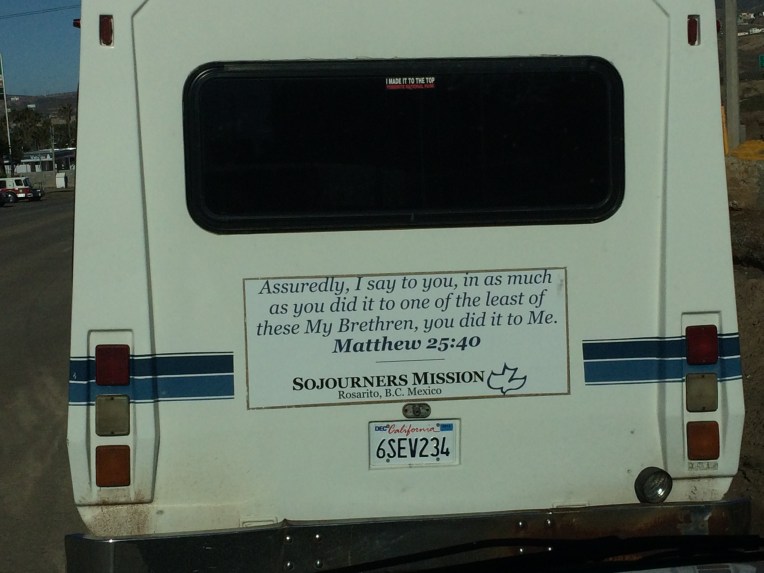 I MADE IT TO THE TOP
Assuredly, I say to you, in as much
as you did it to one of the least of
these My Brethren, you did it to Me.
Matthew 25:40
SOJOURNERS MISSION
Rosarito, B.C. Mexico
DEC California
6SEV234